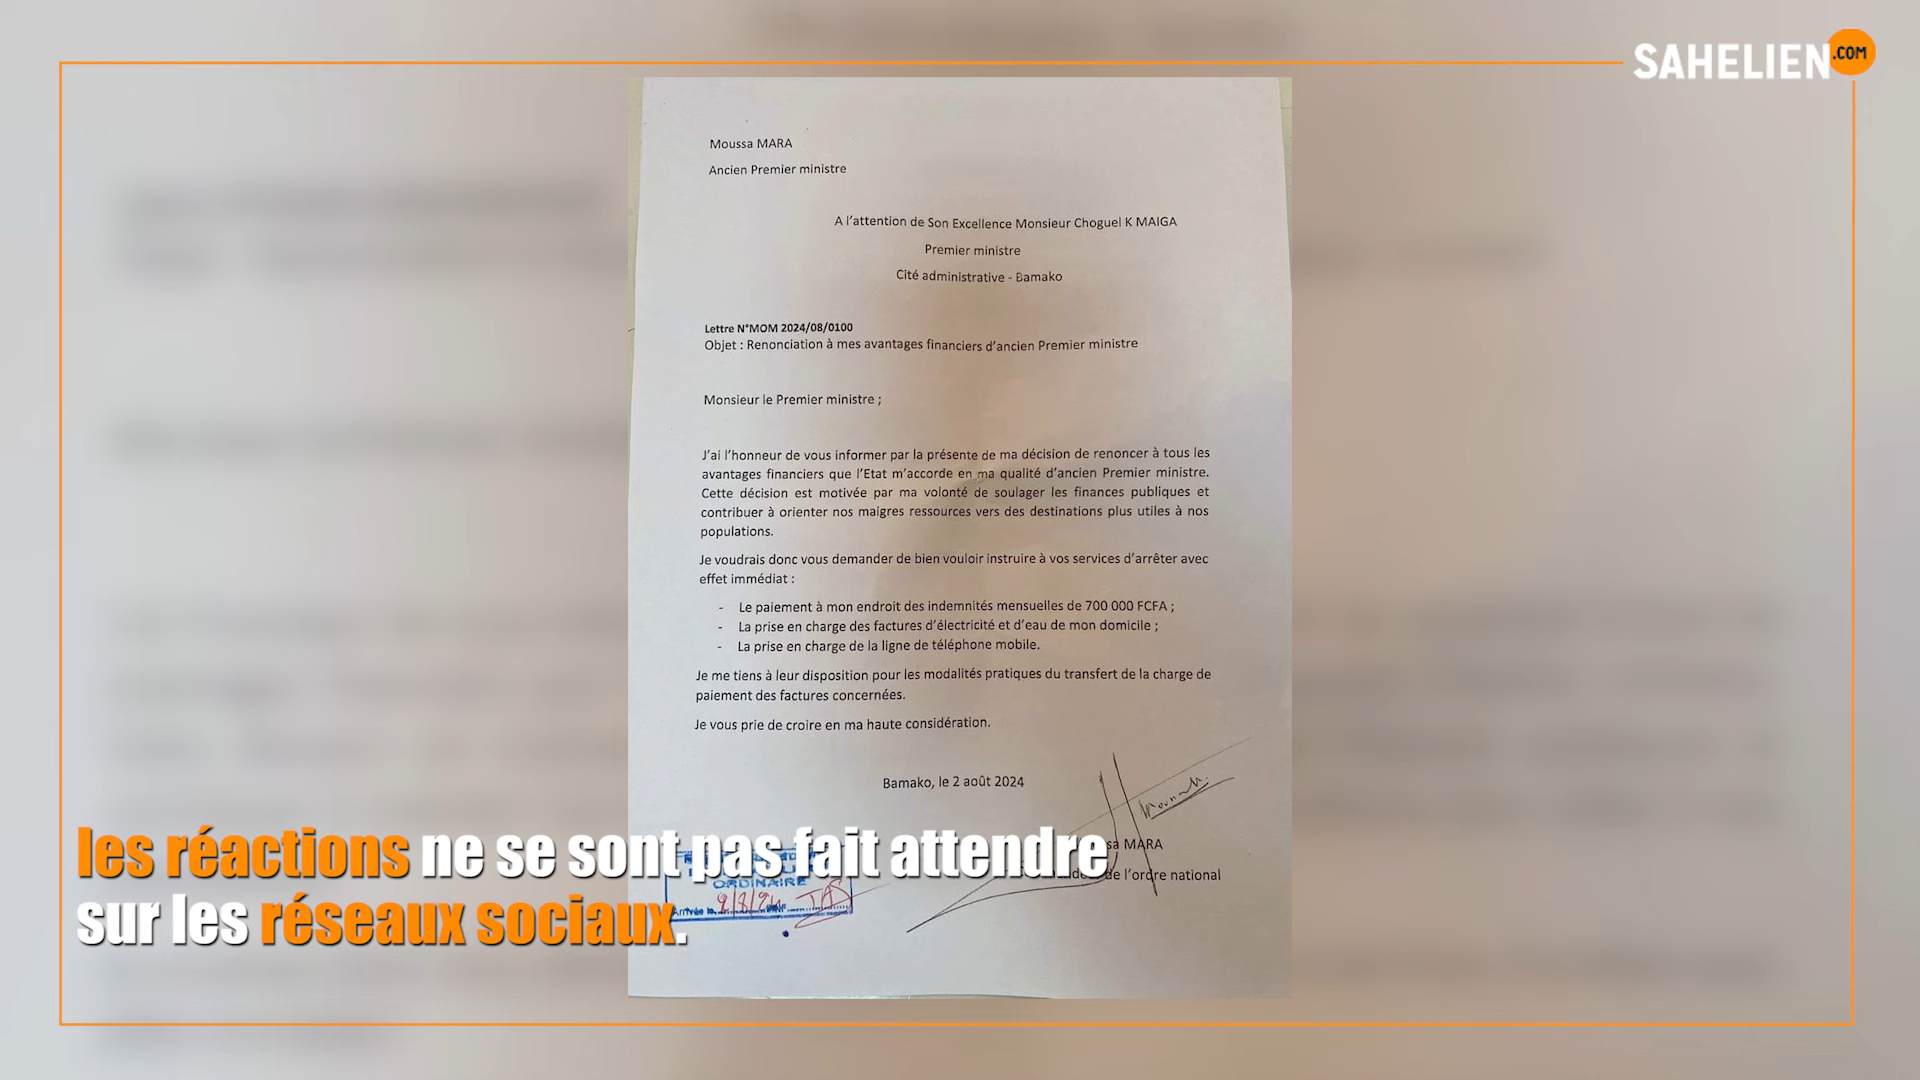 SAHELIEN.COM
Moussa MARA
Ancien Premier ministre
A l'attention de Son Excellence Monsieur Choguel K MAIGA
Premier ministre
Cité administrative - Bamako
Lettre N°MOM 2024/08/0100
Objet : Renonciation à mes avantages financiers d'ancien Premier ministre
Monsieur le Premier ministre ;
J'ai l'honneur de vous informer par la présente de ma décision de renoncer à tous les
avantages financiers que l'Etat m'accorde en ma qualité d'ancien Premier ministre.
Cette décision est motivée par ma volonté de soulager les finances publiques et
contribuer à orienter nos maigres ressources vers des destinations plus utiles à nos
populations.
Je voudrais donc vous demander de bien vouloir instruire à vos services d'arrêter avec
effet immédiat :
- Le paiement à mon endroit des indemnités mensuelles de 700 000 FCFA ;
- La prise en charge des factures d'électricité et d'eau de mon domicile ;
- La prise en charge de la ligne de téléphone mobile.
Je me tiens à leur disposition pour les modalités pratiques du transfert de la charge de
paiement des factures concernées.
Je vous prie de croire en ma haute considération.
Bamako, le 2 août 2024
MARA
de l'ordre national
les réactions ne se sont pas fait attendre
sur les réseaux sociaux.
ORDINAIRE
Arrivée le